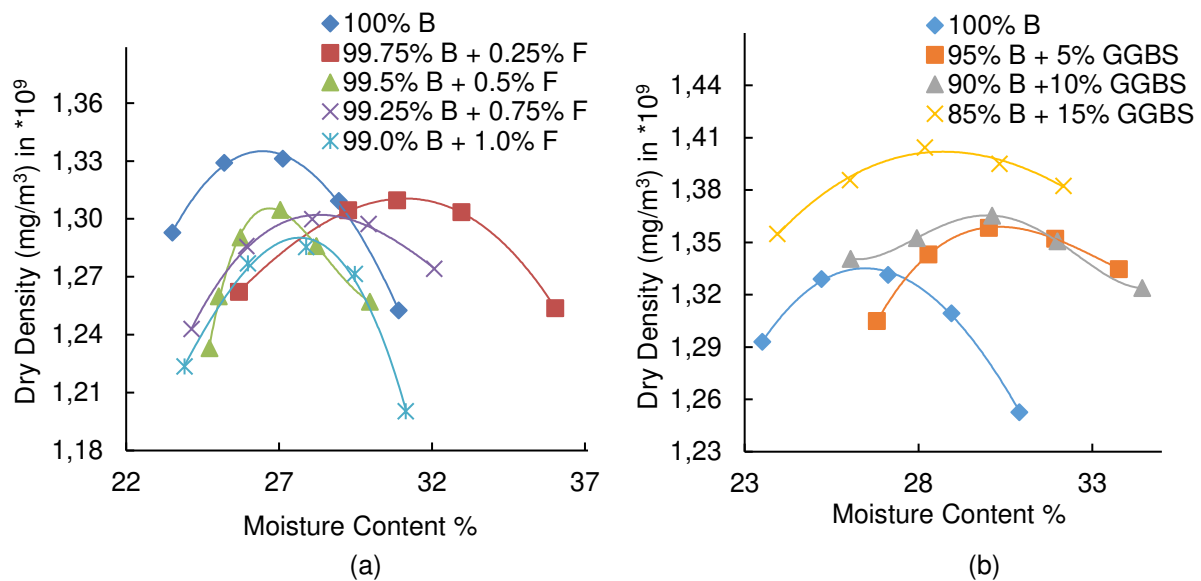 100% B
99.75% B + 0.25% F
99.5% B + 0.5% F
99.25% B + 0.75% F
99.0% B + 1.0% F
Dry Density (mg/m³) in *10⁹
1,36
1,33
1,30
1,27
1,24
1,21
1,18
22 27 32 37
Moisture Content %
(a)
100% B
95% B + 5% GGBS
90% B +10% GGBS
85% B + 15% GGBS
Dry Density (mg/m³) in *10⁹
1,44
1,41
1,38
1,35
1,32
1,29
1,26
1,23
23 28 33
Moisture Content %
(b)